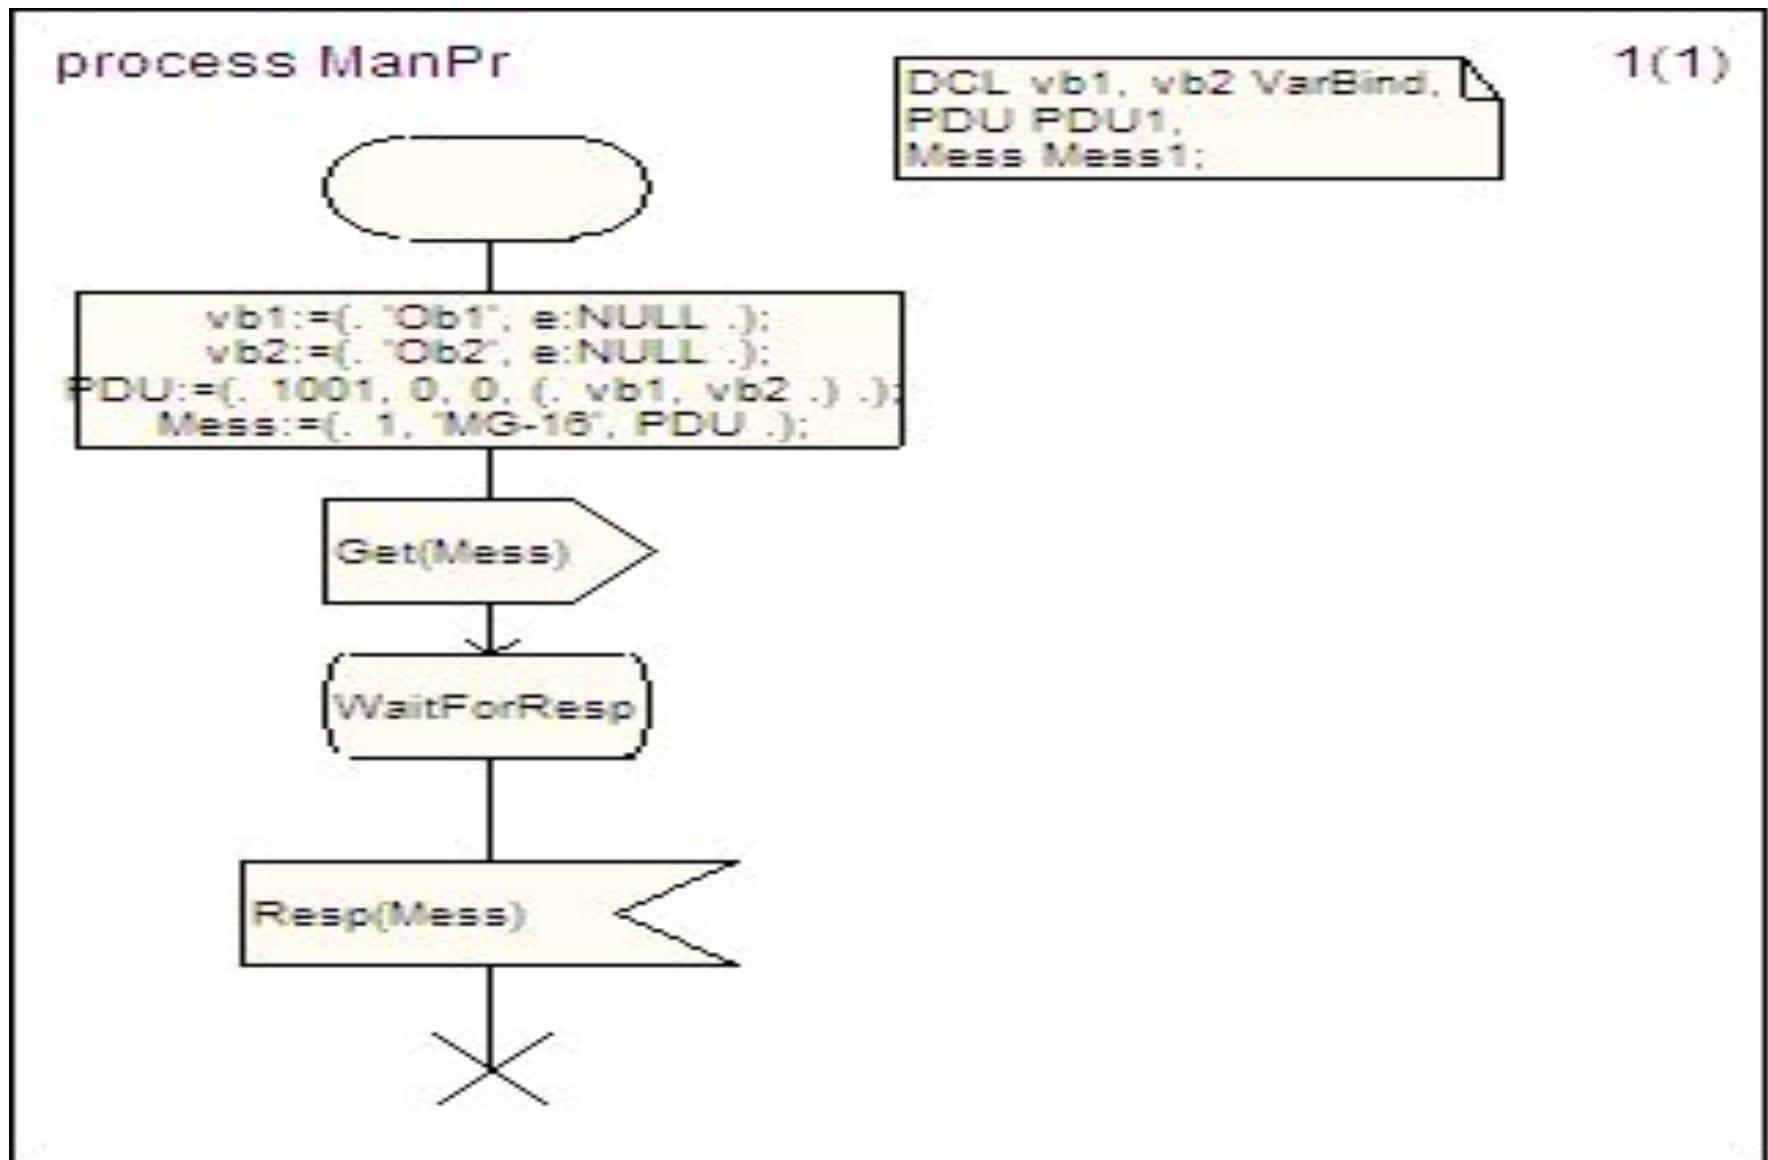 process ManPr
1(1)
DCL vb1, vb2 VarBind,
PDU PDU1,
Mess Mess1;
vb1:=(. 'Ob1', e:NULL .);
vb2:=(. 'Ob2', e:NULL .);
PDU:=(. 1001, 0, 0, (. vb1, vb2 .) .);
Mess:=(. 1, 'MG-16', PDU .);
Get(Mess)
WaitForResp
Resp(Mess)